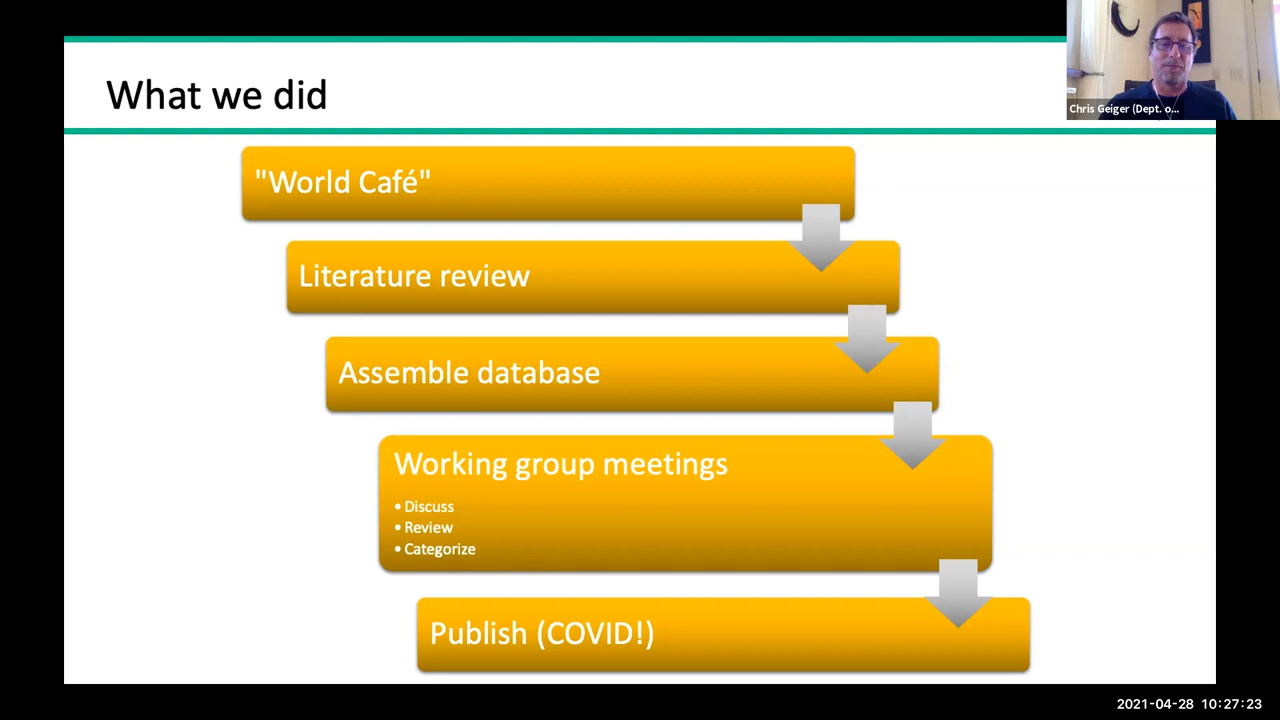 Chris Geiger (Dept. o...
What we did
"World Café"
Literature review
Assemble database
Working group meetings
• Discuss
• Review
• Categorize
Publish (COVID!)
2021-04-28 10:27:23